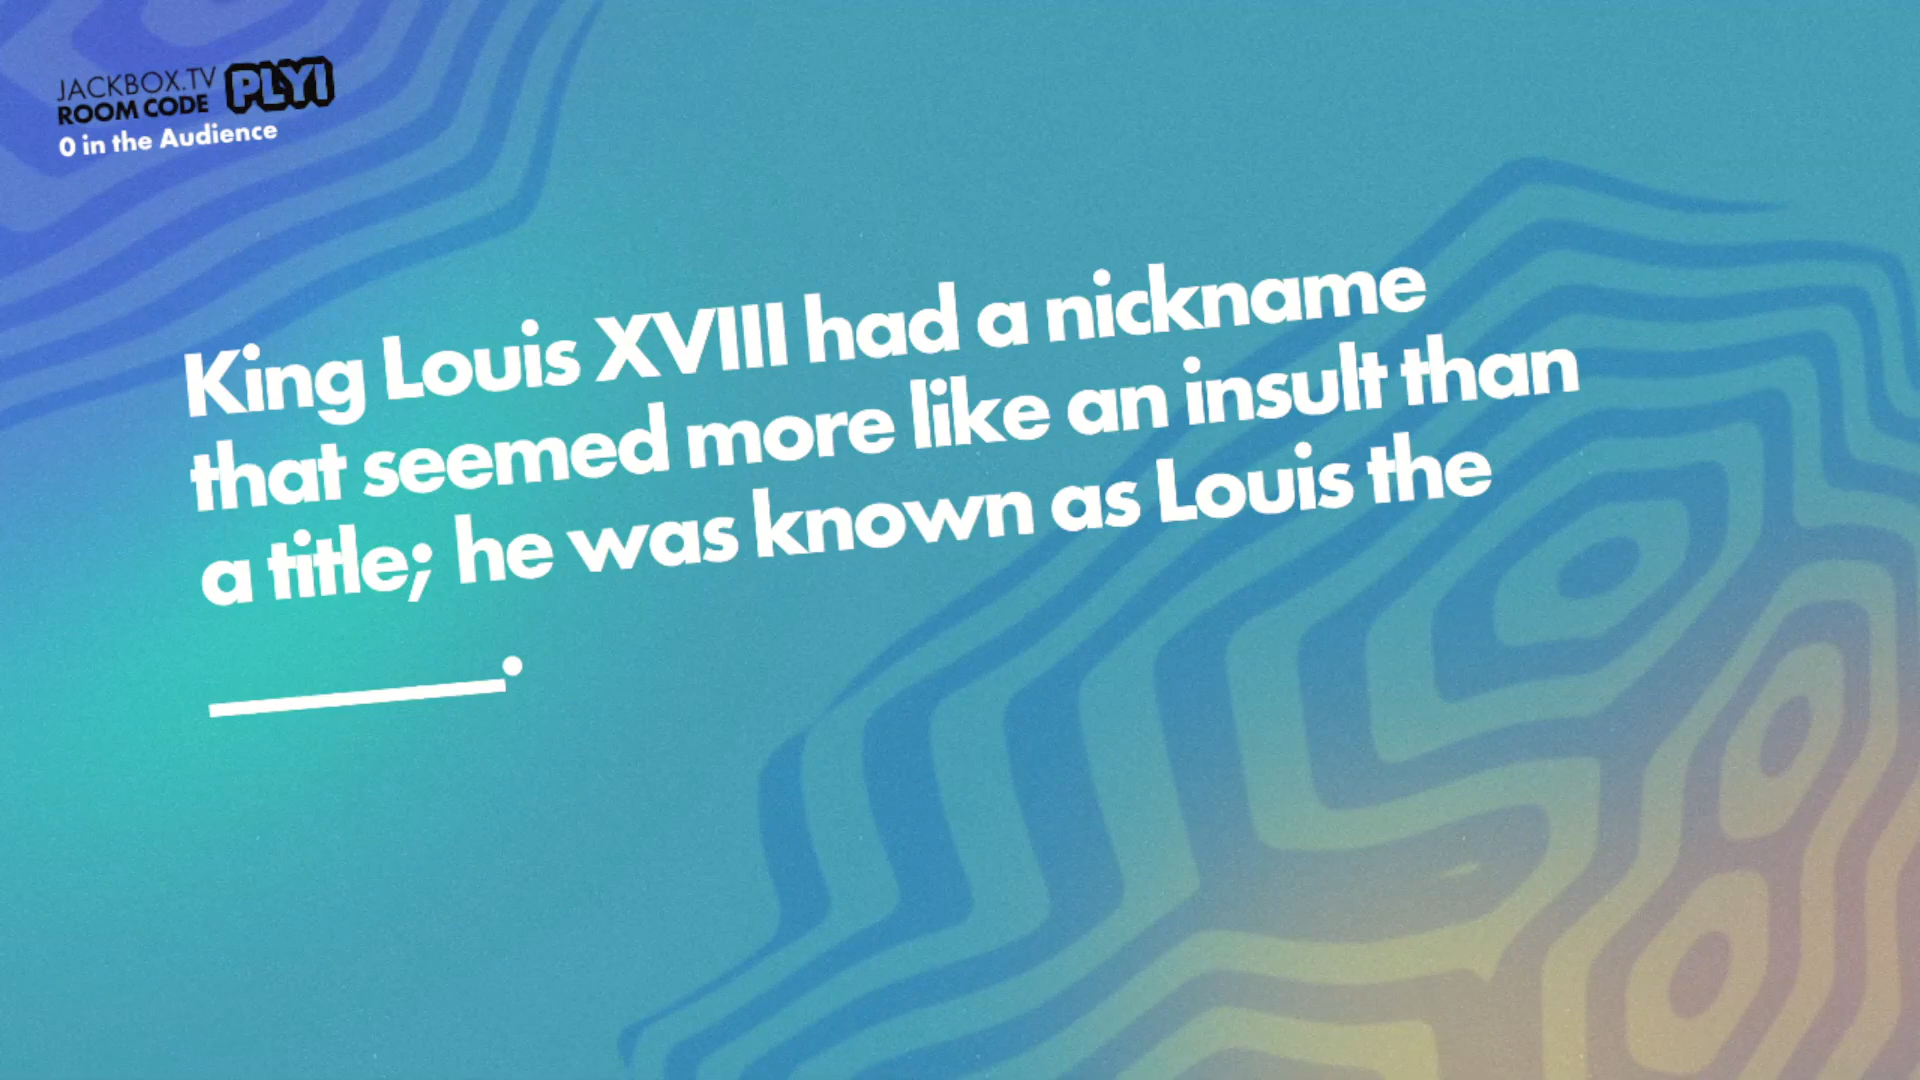 JACKBOX.TV
ROOM CODE PLYI
0 in the Audience
King Louis XVIII had a nickname
that seemed more like an insult than
a title; he was known as Louis the
________.